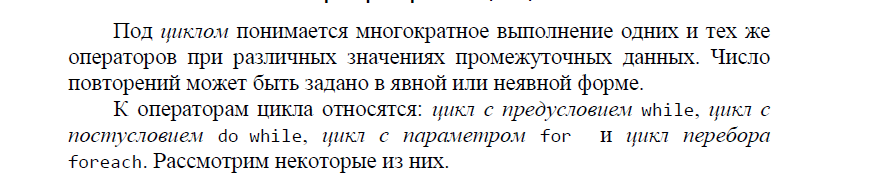 Под циклом понимается многократное выполнение одних и тех же
операторов при различных значениях промежуточных данных. Число
повторений может быть задано в явной или неявной форме.
К операторам цикла относятся: цикл с предусловием while, цикл с
постусловием do while, цикл с параметром for и цикл перебора
foreach. Рассмотрим некоторые из них.